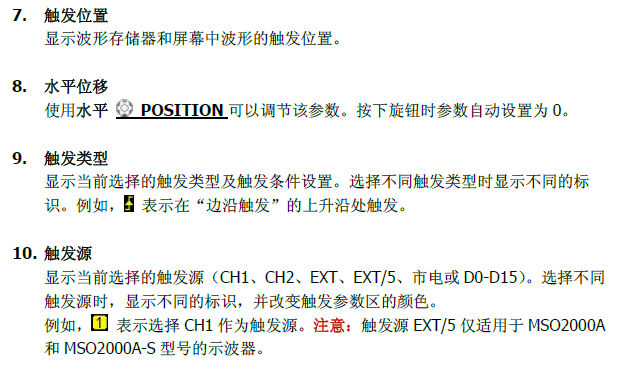 7. 触发位置
显示波形存储器和屏幕中波形的触发位置。
8. 水平位移
使用水平 POSITION 可以调节该参数。按下旋钮时参数自动设置为 0。
9. 触发类型
显示当前选择的触发类型及触发条件设置。选择不同触发类型时显示不同的标
识。例如， 表示在“边沿触发”的上升沿处触发。
10. 触发源
显示当前选择的触发源（CH1、CH2、EXT、EXT/5、市电或 D0-D15）。选择不同
触发源时，显示不同的标识，并改变触发参数区的颜色。
例如，1 表示选择 CH1 作为触发源。注意：触发源 EXT/5 仅适用于 MSO2000A
和 MSO2000A-S 型号的示波器。